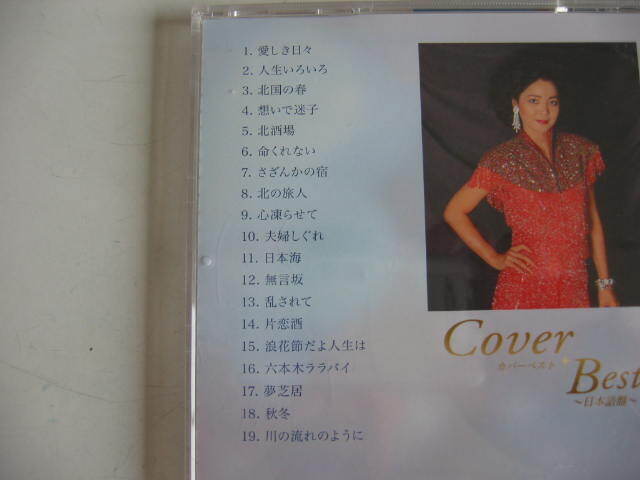 1. 愛しき日々
2. 人生いろいろ
3. 北国の春
4. 想いで迷子
5. 北酒場
6. 命くれない
7. さざんかの宿
8. 北の旅人
9. 心凍らせて
10. 夫婦しぐれ
11. 日本海
12. 無言坂
13. 乱されて
14. 片恋酒
15. 浪花節だよ人生は
16. 六本木ララバイ
17. 夢芝居
18. 秋冬
19. 川の流れのように
Cover
カバーベスト
Best
～日本語盤～